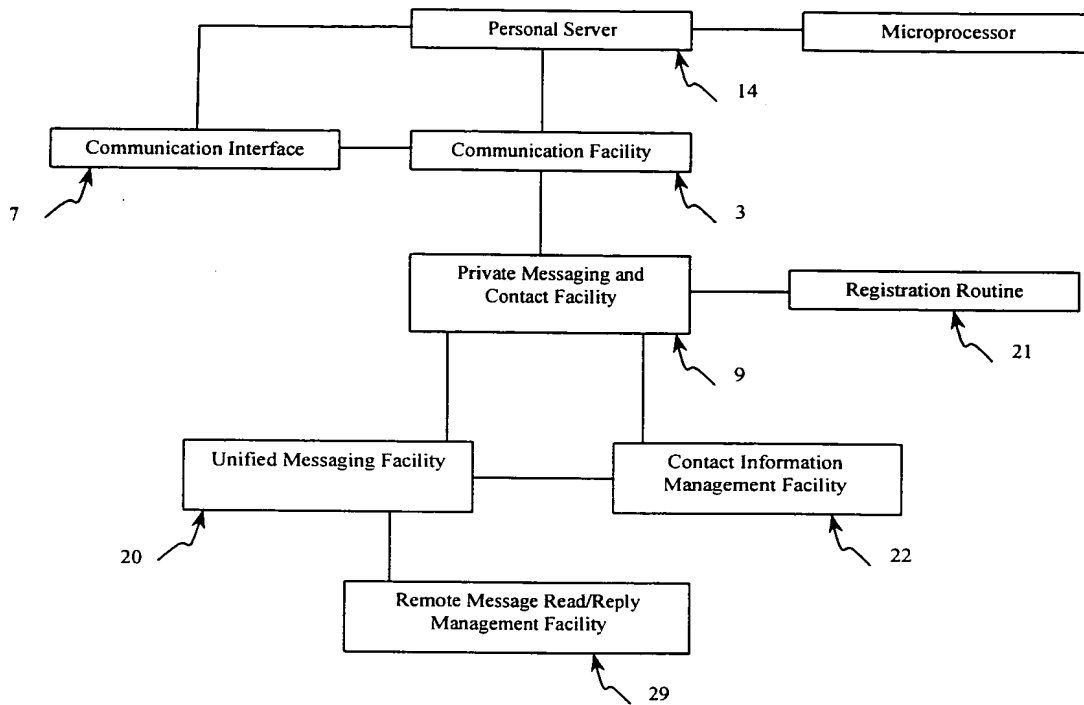 Personal Server
Microprocessor
14
Communication Interface
Communication Facility
7
3
Private Messaging and
Contact Facility
Registration Routine
21
9
Unified Messaging Facility
Contact Information
Management Facility
20
22
Remote Message Read/Reply
Management Facility
29